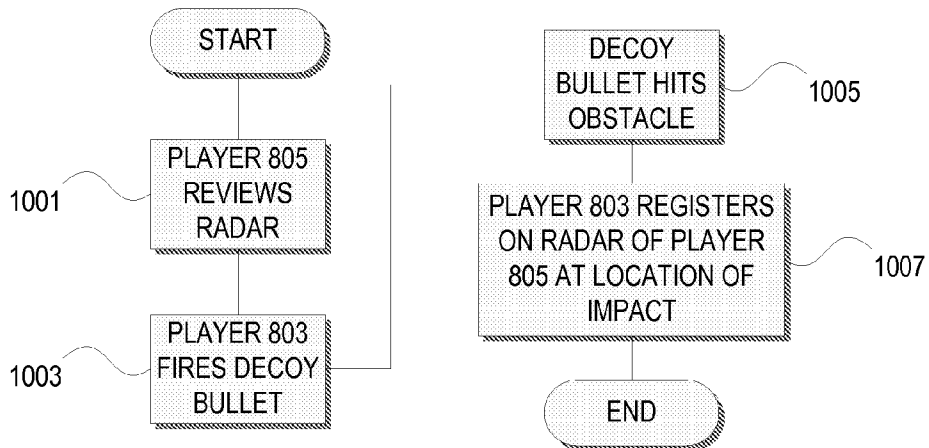 START
1001
PLAYER 805
REVIEWS
RADAR
1003
PLAYER 803
FIRES DECOY
BULLET
DECOY
BULLET HITS
OBSTACLE
1005
PLAYER 803 REGISTERS
ON RADAR OF PLAYER
805 AT LOCATION OF
IMPACT
1007
END